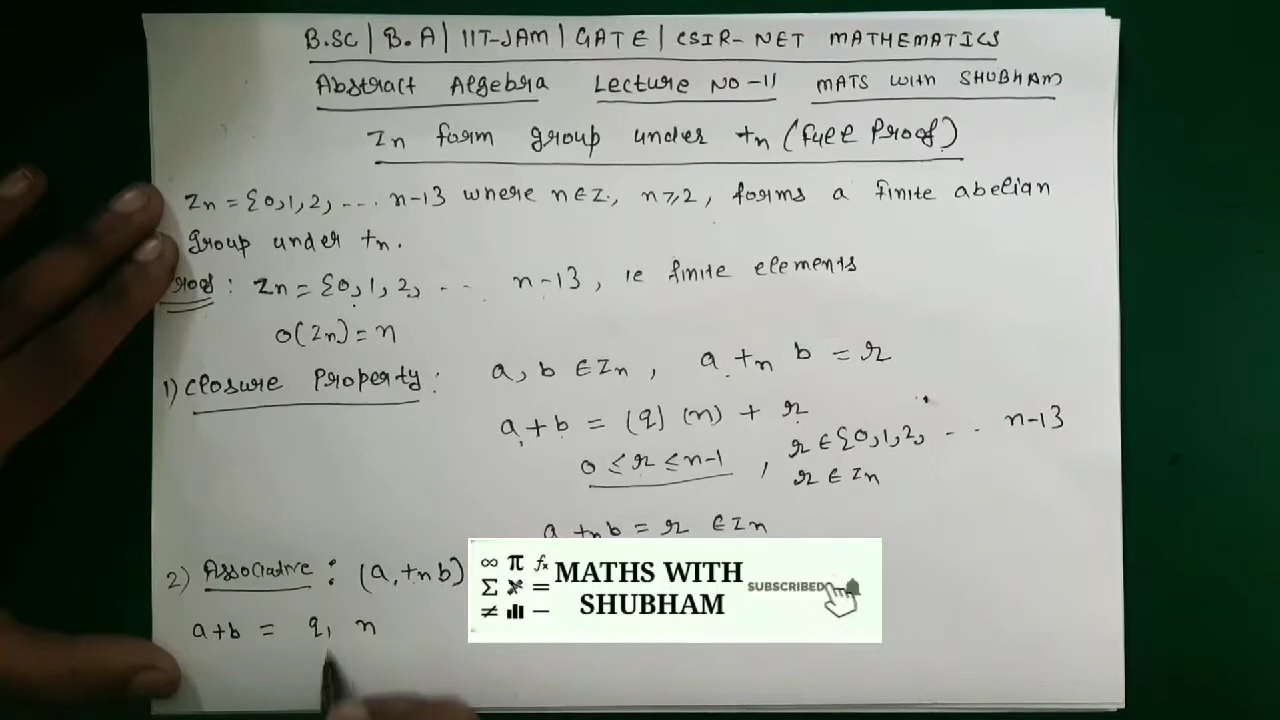 B.SC | B.A | IIT-JAM | GATE | CSIR-NET MATHEMATICS
Abstract Algebra Lecture NO-11 MATS with SHUBHAM
Zn form group under +n (Full Proof)
Zn = {0,1,2, ... n-1} where n∈Z, n≥2, forms a finite abelian
group under +n.
Proof : Zn = {0,1,2, ... n-1}, ie finite elements
O(Zn) = n
1) Closure Property : a, b ∈ Zn, a +n b = r
a+b = (q) (n) + r
0 ≤ r ≤ n-1, r ∈ {0,1,2, ... n-1}
r ∈ Zn
a +n b = r ∈ Zn
2) Associative : (a +n b)
a+b = q1 n
∞ π fx
Σ =
≠ −
MATHS WITH
SHUBHAM
SUBSCRIBED